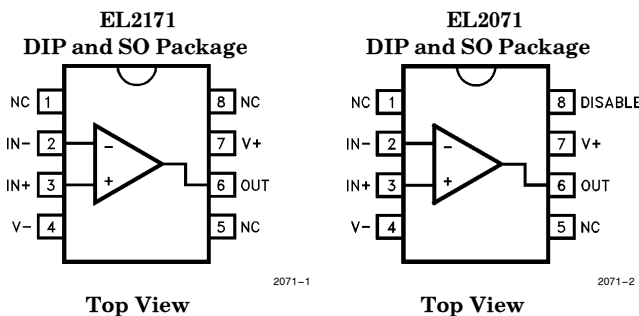 EL2171
DIP and SO Package
NC 1
8 NC
IN- 2
-
7 V+
IN+ 3
+
6 OUT
V- 4
5 NC
2071-1
Top View
EL2071
DIP and SO Package
NC 1
8 DISABLE
IN- 2
-
7 V+
IN+ 3
+
6 OUT
V- 4
5 NC
2071-2
Top View